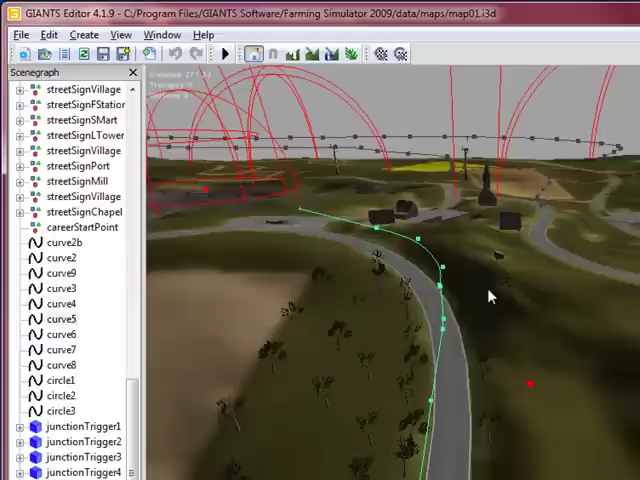 GIANTS Editor 4.1.9 - C:/Program Files/GIANTS Software/Farming Simulator 2009/data/maps/map01.i3d
File Edit Create View Window Help
Scenegraph
streetSignVillage
streetSignFStation
streetSignSMart
streetSignLTower
streetSignVillage
streetSignPort
streetSignMill
streetSignVillage
streetSignChapel
careerStartPoint
curve2b
curve2
curve9
curve3
curve4
curve5
curve6
curve7
curve8
circle1
circle2
circle3
junctionTrigger1
junctionTrigger2
junctionTrigger3
junctionTrigger4